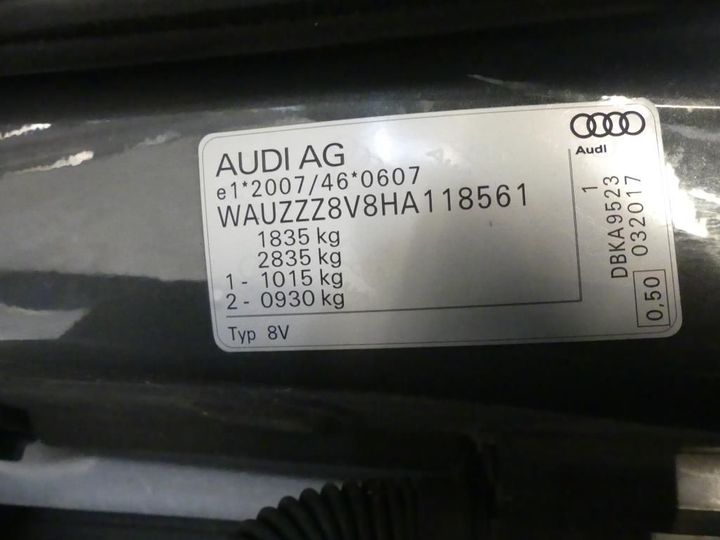 AUDI AG
e1*2007/46*0607
WAUZZZ8V8HA118561
1835 kg
2835 kg
1 - 1015 kg
2 - 0930 kg
Typ 8V
Audi
1
DBKA9523
032017
0,50